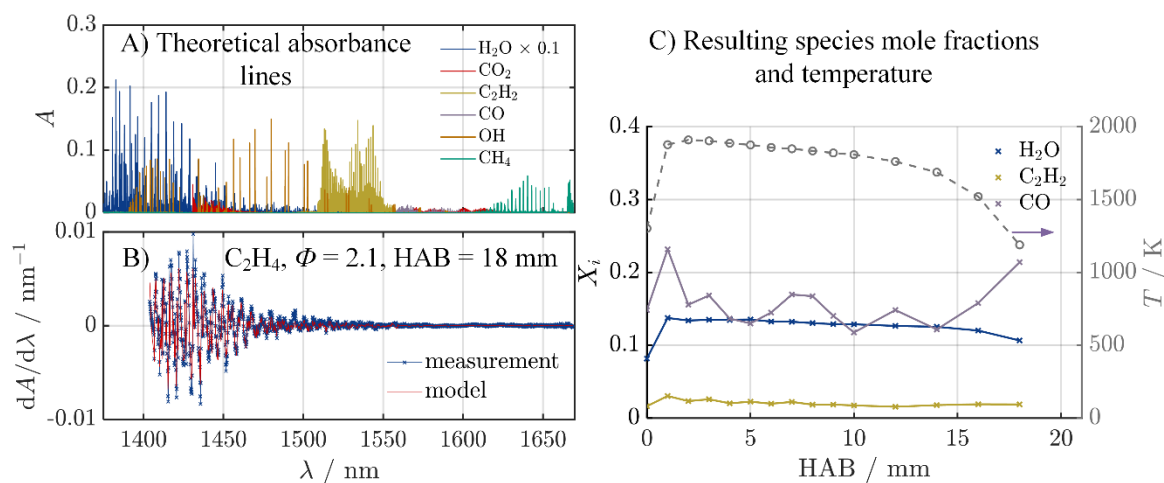 A) Theoretical absorbance
lines
0.3
0.2
0.1
0
A
H₂O × 0.1
CO₂
C₂H₂
CO
OH
CH₄
B)
C₂H₄, Φ = 2.1, HAB = 18 mm
0.01
0
-0.01
dA/dλ / nm⁻¹
measurement
model
1400
1450
1500
1550
1600
1650
λ / nm
C) Resulting species mole fractions
and temperature
0.4
0.3
0.2
0.1
0
Xᵢ
H₂O
C₂H₂
CO
2000
1500
1000
500
0
T / K
0
5
10
15
20
HAB / mm